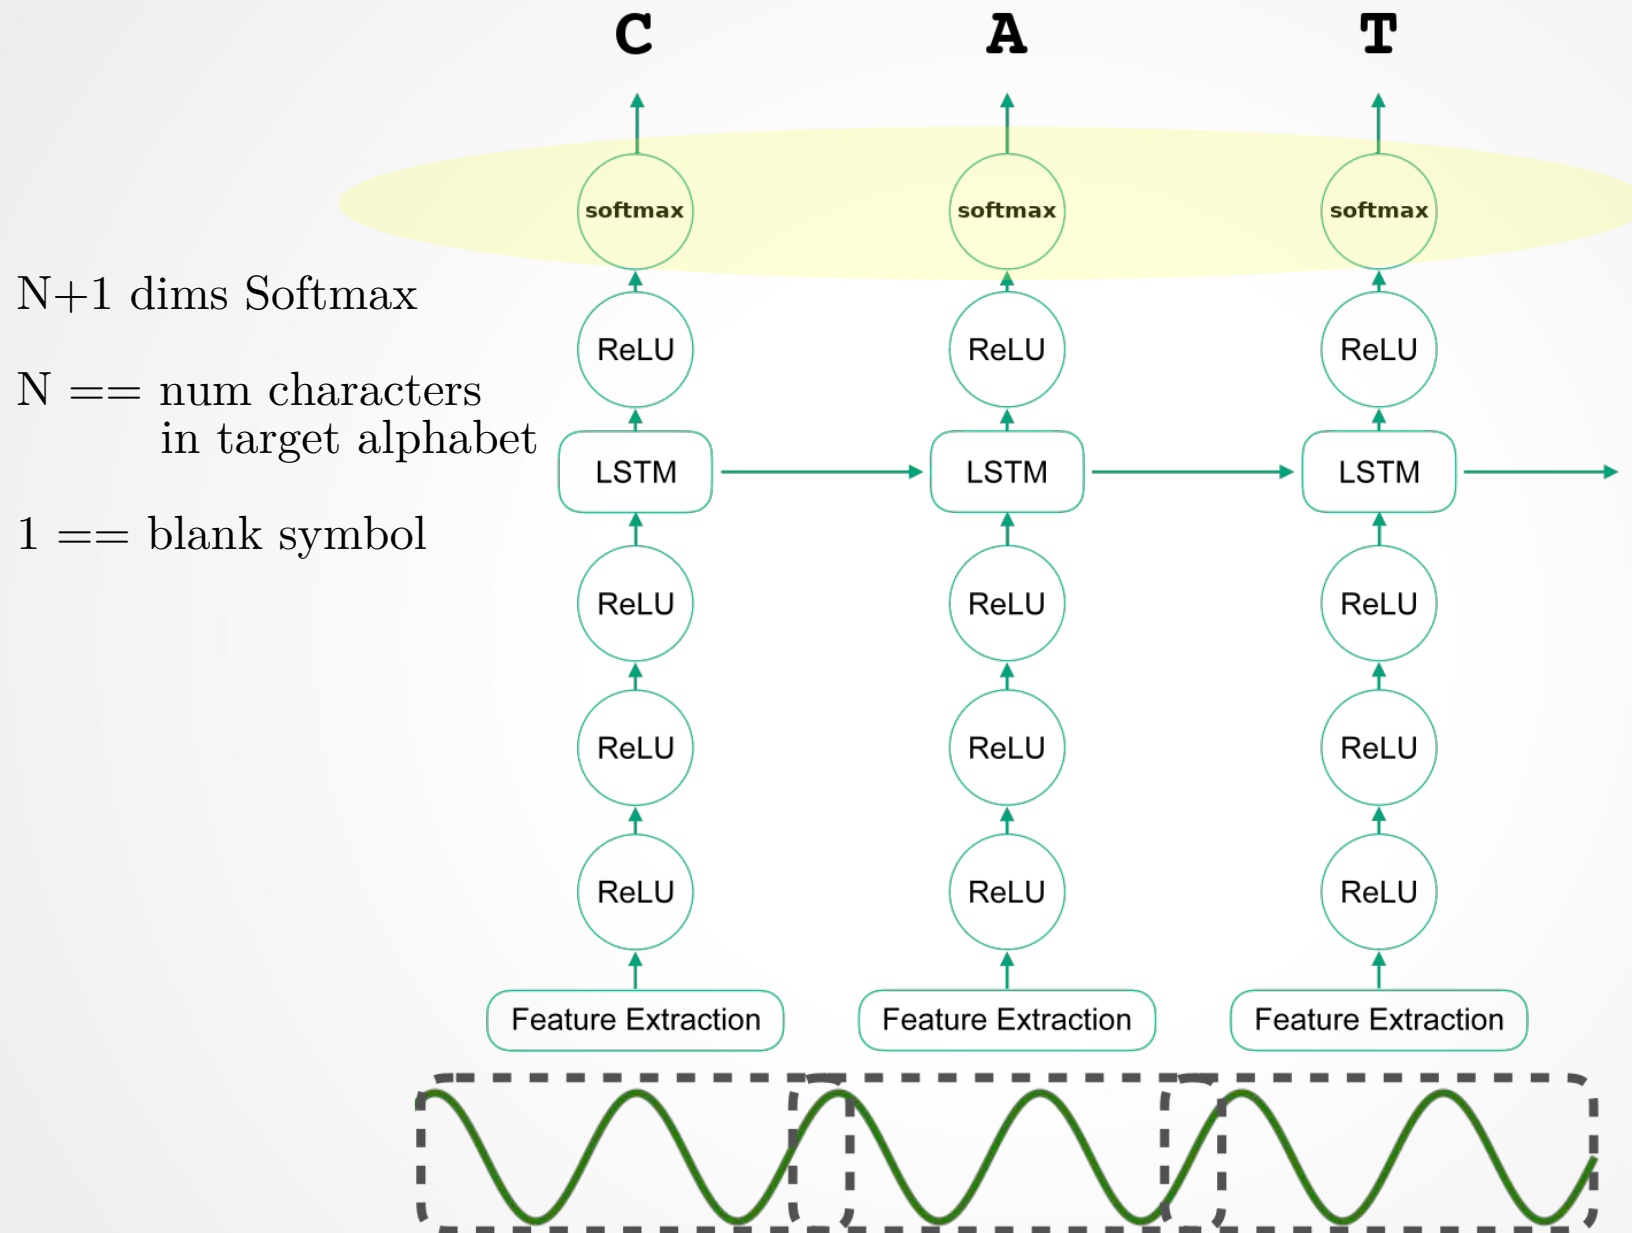 C A T
softmax softmax softmax
N+1 dims Softmax
ReLU ReLU ReLU
N == num characters
in target alphabet
LSTM LSTM LSTM
1 == blank symbol
ReLU ReLU ReLU
ReLU ReLU ReLU
ReLU ReLU ReLU
Feature Extraction Feature Extraction Feature Extraction